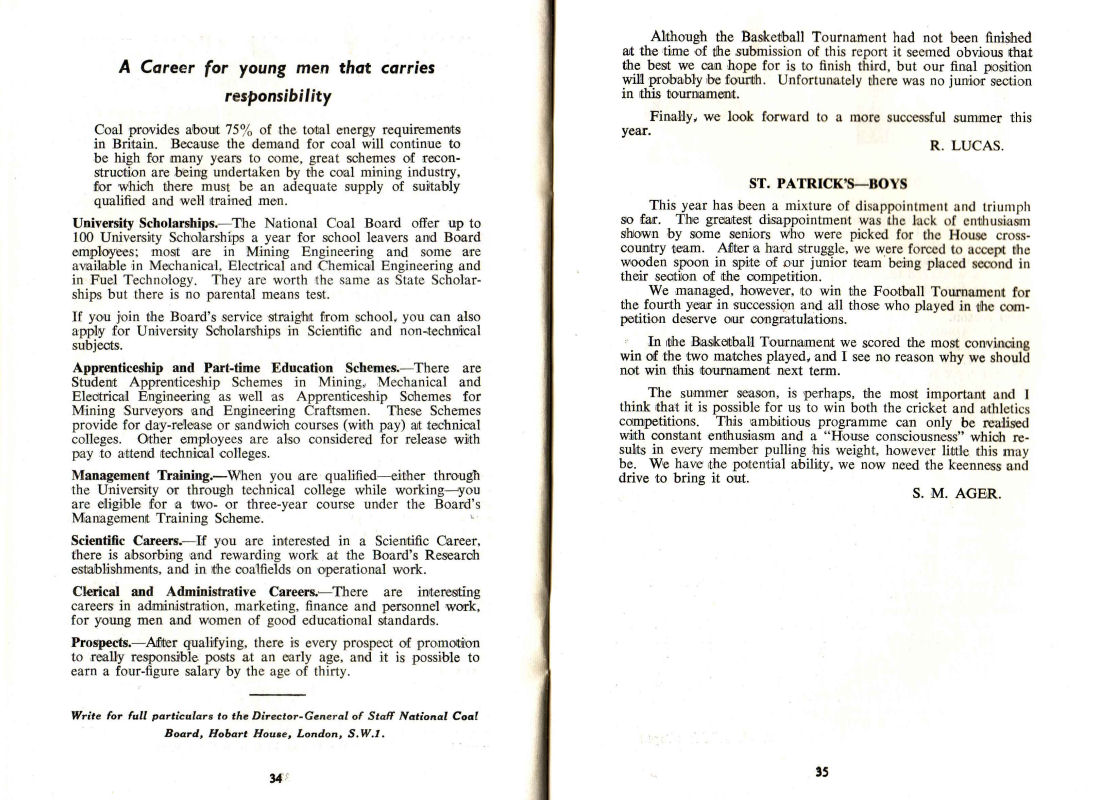 A Career for young men that carries
responsibility
Coal provides about 75% of the total energy requirements
in Britain. Because the demand for coal will continue to
be high for many years to come, great schemes of recon-
struction are being undertaken by the coal mining industry,
for which there must be an adequate supply of suitably
qualified and well trained men.
University Scholarships.—The National Coal Board offer up to
100 University Scholarships a year for school leavers and Board
employees; most are in Mining Engineering and some are
available in Mechanical, Electrical and Chemical Engineering and
in Fuel Technology. They are worth the same as State Scholar-
ships but there is no parental means test.
If you join the Board's service straight from school, you can also
apply for University Scholarships in Scientific and non-technical
subjects.
Apprenticeship and Part-time Education Schemes.—There are
Student Apprenticeship Schemes in Mining, Mechanical and
Electrical Engineering as well as Apprenticeship Schemes for
Mining Surveyors and Engineering Craftsmen. These Schemes
provide for day-release or sandwich courses (with pay) at technical
colleges. Other employees are also considered for release with
pay to attend technical colleges.
Management Training.—When you are qualified—either through
the University or through technical college while working—you
are eligible for a two- or three-year course under the Board's
Management Training Scheme.
Scientific Careers.—If you are interested in a Scientific Career,
there is absorbing and rewarding work at the Board's Research
establishments, and in the coalfields on operational work.
Clerical and Administrative Careers.—There are interesting
careers in administration, marketing, finance and personnel work,
for young men and women of good educational standards.
Prospects.—After qualifying, there is every prospect of promotion
to really responsible posts at an early age, and it is possible to
earn a four-figure salary by the age of thirty.
Write for full particulars to the Director-General of Staff National Coal
Board, Hobart House, London, S.W.1.
34
Although the Basketball Tournament had not been finished
at the time of the submission of this report it seemed obvious that
the best we can hope for is to finish third, but our final position
will probably be fourth. Unfortunately there was no junior section
in this tournament.
Finally, we look forward to a more successful summer this
year.
R. LUCAS.
ST. PATRICK'S—BOYS
This year has been a mixture of disappointment and triumph
so far. The greatest disappointment was the lack of enthusiasm
shown by some seniors who were picked for the House cross-
country team. After a hard struggle, we were forced to accept the
wooden spoon in spite of our junior team being placed second in
their section of the competition.
We managed, however, to win the Football Tournament for
the fourth year in succession and all those who played in the com-
petition deserve our congratulations.
In the Basketball Tournament we scored the most convincing
win of the two matches played, and I see no reason why we should
not win this tournament next term.
The summer season, is perhaps, the most important and I
think that it is possible for us to win both the cricket and athletics
competitions. This ambitious programme can only be realised
with constant enthusiasm and a "House consciousness" which re-
sults in every member pulling his weight, however little this may
be. We have the potential ability, we now need the keenness and
drive to bring it out.
S. M. AGER.
35